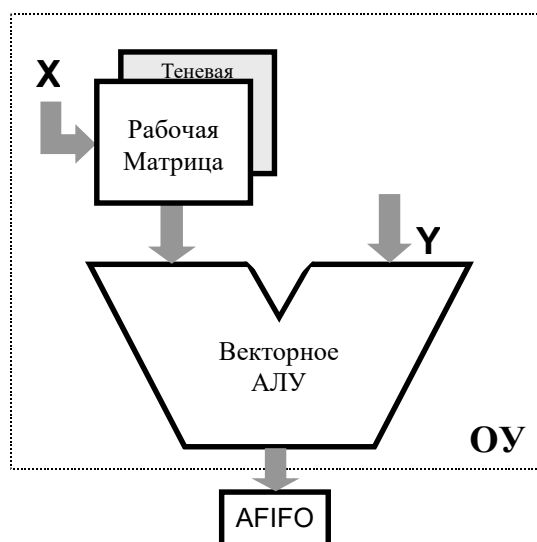 X
Теневая
Рабочая
Матрица
Y
Векторное
АЛУ
ОУ
AFIFO